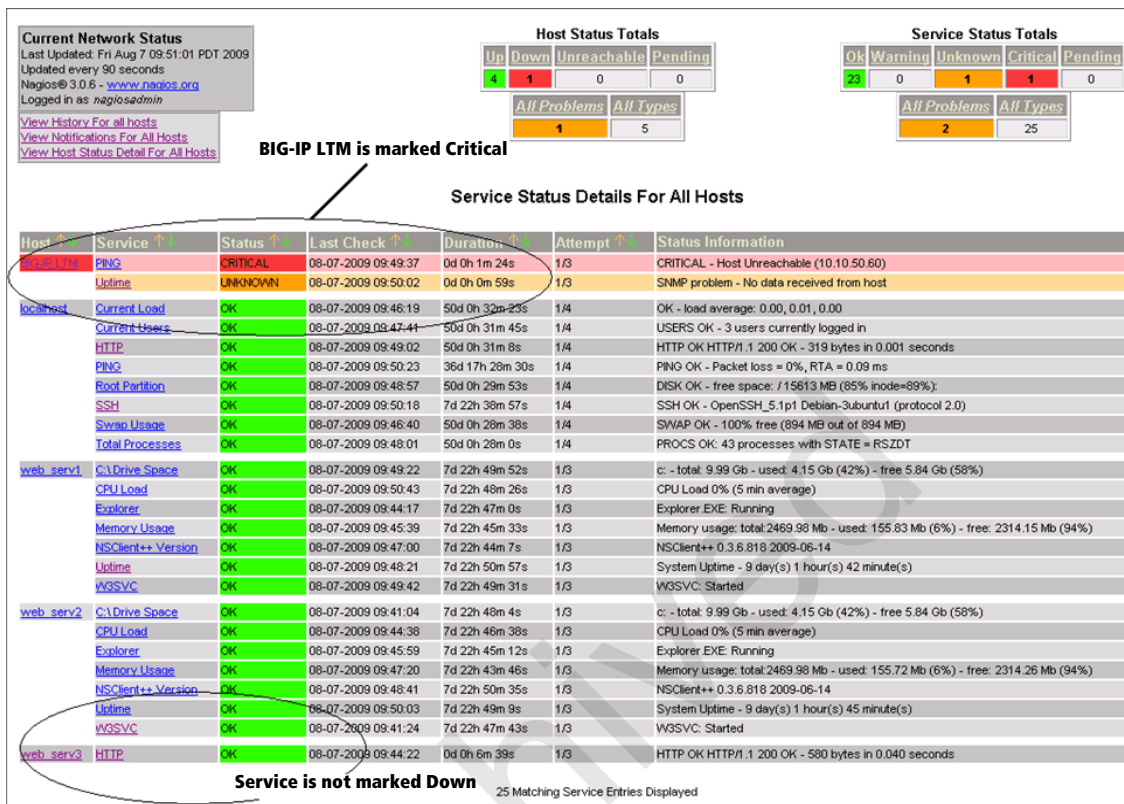 Current Network Status
Last Updated: Fri Aug 7 09:51:01 PDT 2009
Updated every 90 seconds
Nagios® 3.0.6 - www.nagios.org
Logged in as nagiosadmin
View History For all hosts
View Notifications For All Hosts
View Host Status Detail For All Hosts
Host Status Totals
Up Down Unreachable Pending
4 1 0 0
All Problems All Types
1 5
Service Status Totals
Ok Warning Unknown Critical Pending
23 0 1 1 0
All Problems All Types
2 25
BIG-IP LTM is marked Critical
Service Status Details For All Hosts
Host Service Status Last Check Duration Attempt Status Information
BIG-IP LTM PING CRITICAL 08-07-2009 09:49:37 0d 0h 1m 24s 1/3 CRITICAL - Host Unreachable (10.10.50.60)
Uptime UNKNOWN 08-07-2009 09:50:02 0d 0h 0m 59s 1/3 SNMP problem - No data received from host
localhost Current Load OK 08-07-2009 09:46:19 50d 0h 32m 23s 1/4 OK - load average: 0.00, 0.01, 0.00
Current Users OK 08-07-2009 09:47:41 50d 0h 31m 45s 1/4 USERS OK - 3 users currently logged in
HTTP OK 08-07-2009 09:49:02 50d 0h 31m 8s 1/4 HTTP OK HTTP/1.1 200 OK - 319 bytes in 0.001 seconds
PING OK 08-07-2009 09:50:23 36d 17h 28m 30s 1/4 PING OK - Packet loss = 0%, RTA = 0.09 ms
Root Partition OK 08-07-2009 09:48:57 50d 0h 29m 53s 1/4 DISK OK - free space: / 15613 MB (85% inode=89%):
SSH OK 08-07-2009 09:50:18 7d 22h 38m 57s 1/4 SSH OK - OpenSSH_5.1p1 Debian-3ubuntu1 (protocol 2.0)
Swap Usage OK 08-07-2009 09:46:40 50d 0h 28m 38s 1/4 SWAP OK - 100% free (894 MB out of 894 MB)
Total Processes OK 08-07-2009 09:48:01 50d 0h 28m 0s 1/4 PROCS OK: 43 processes with STATE = RSZDT
web_serv1 C:\ Drive Space OK 08-07-2009 09:49:22 7d 22h 49m 52s 1/3 c: - total: 9.99 Gb - used: 4.15 Gb (42%) - free 5.84 Gb (58%)
CPU Load OK 08-07-2009 09:50:43 7d 22h 48m 26s 1/3 CPU Load 0% (5 min average)
Explorer OK 08-07-2009 09:44:17 7d 22h 47m 0s 1/3 Explorer.EXE: Running
Memory Usage OK 08-07-2009 09:45:39 7d 22h 45m 33s 1/3 Memory usage: total:2469.98 Mb - used: 155.83 Mb (6%) - free: 2314.15 Mb (94%)
NSClient++ Version OK 08-07-2009 09:47:00 7d 22h 44m 7s 1/3 NSClient++ 0.3.6.818 2009-06-14
Uptime OK 08-07-2009 09:48:21 7d 22h 50m 57s 1/3 System Uptime - 9 day(s) 1 hour(s) 42 minute(s)
W3SVC OK 08-07-2009 09:49:42 7d 22h 49m 31s 1/3 W3SVC: Started
web_serv2 C:\ Drive Space OK 08-07-2009 09:41:04 7d 22h 48m 4s 1/3 c: - total: 9.99 Gb - used: 4.15 Gb (42%) - free 5.84 Gb (58%)
CPU Load OK 08-07-2009 09:44:38 7d 22h 46m 38s 1/3 CPU Load 0% (5 min average)
Explorer OK 08-07-2009 09:45:59 7d 22h 45m 12s 1/3 Explorer.EXE: Running
Memory Usage OK 08-07-2009 09:47:20 7d 22h 43m 46s 1/3 Memory usage: total:2469.98 Mb - used: 155.72 Mb (6%) - free: 2314.26 Mb (94%)
NSClient++ Version OK 08-07-2009 09:48:41 7d 22h 50m 35s 1/3 NSClient++ 0.3.6.818 2009-06-14
Uptime OK 08-07-2009 09:50:03 7d 22h 49m 9s 1/3 System Uptime - 9 day(s) 1 hour(s) 45 minute(s)
W3SVC OK 08-07-2009 09:41:24 7d 22h 47m 43s 1/3 W3SVC: Started
web_serv3 HTTP OK 08-07-2009 09:44:22 0d 0h 6m 39s 1/3 HTTP OK HTTP/1.1 200 OK - 580 bytes in 0.040 seconds
Service is not marked Down
25 Matching Service Entries Displayed